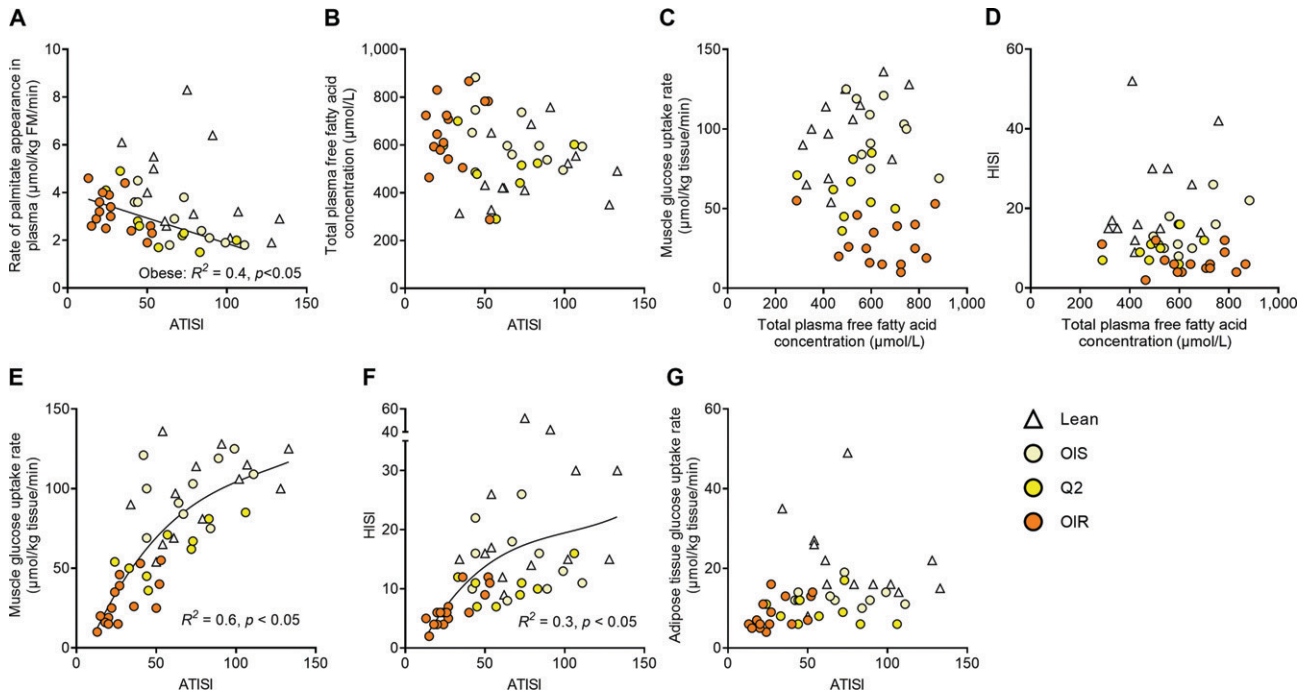 A
Rate of palmitate appearance in
plasma (µmol/kg FM/min)
10
8
6
4
2
0
0
50
100
150
Obese: R² = 0.4, p<0.05
ATISI
B
Total plasma free fatty acid
concentration (µmol/L)
1,000
800
600
400
200
0
0
50
100
150
ATISI
C
Muscle glucose uptake rate
(µmol/kg tissue/min)
150
125
100
75
50
25
0
0
200
400
600
800
1,000
Total plasma free fatty acid
concentration (µmol/L)
D
HISI
60
40
20
0
0
200
400
600
800
1,000
Total plasma free fatty acid
concentration (µmol/L)
E
Muscle glucose uptake rate
(µmol/kg tissue/min)
150
100
50
0
0
50
100
150
R² = 0.6, p < 0.05
ATISI
F
HISI
60
40
30
20
10
0
0
50
100
150
R² = 0.3, p < 0.05
ATISI
G
Adipose tissue glucose uptake rate
(µmol/kg tissue/min)
60
40
20
0
0
50
100
150
ATISI
Lean
OIS
Q2
OIR